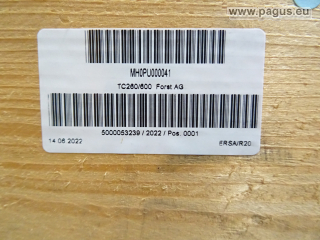 www.pagus.eu
MH0PU000041
TC260/600 Forst AG
5000053239 / 2022 / Pos. 0001
14.06.2022
ERSA/R20